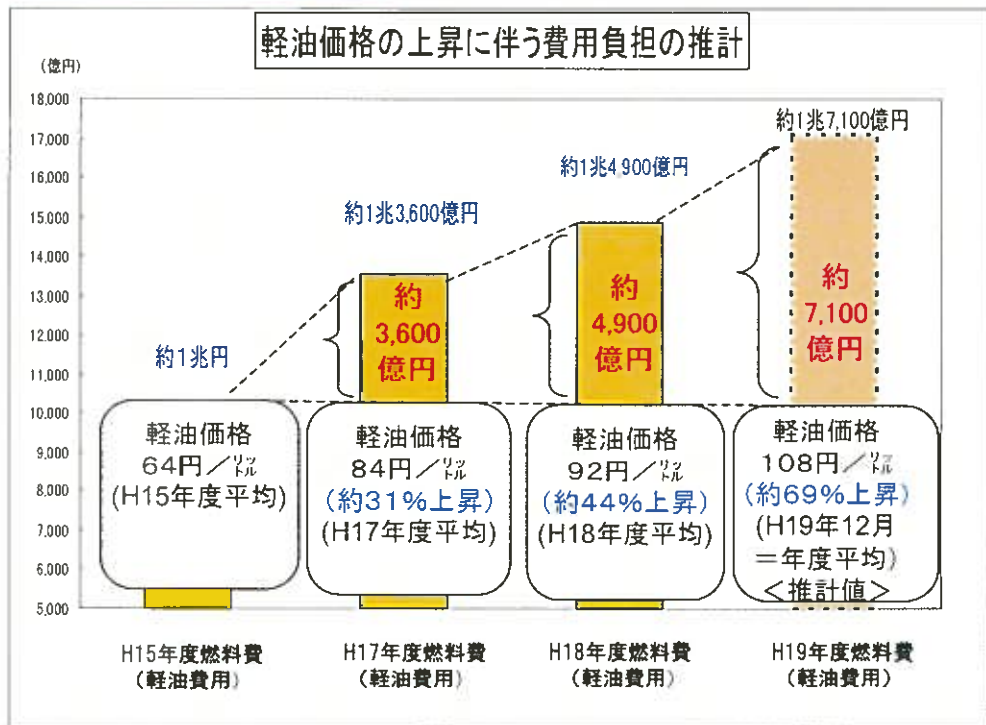 軽油価格の上昇に伴う費用負担の推計
(億円)
18,000
17,000
16,000
15,000
14,000
13,000
12,000
11,000
10,000
9,000
8,000
7,000
6,000
5,000
約1兆円
約1兆3,600億円
約1兆4,900億円
約1兆7,100億円
約
3,600
億円
約
4,900
億円
約
7,100
億円
軽油価格
64円／リットル
(H15年度平均)
軽油価格
84円／リットル
(約31%上昇)
(H17年度平均)
軽油価格
92円／リットル
(約44%上昇)
(H18年度平均)
軽油価格
108円／リットル
(約69%上昇)
(H19年12月
＝年度平均)
＜推計値＞
H15年度燃料費
(軽油費用)
H17年度燃料費
(軽油費用)
H18年度燃料費
(軽油費用)
H19年度燃料費
(軽油費用)